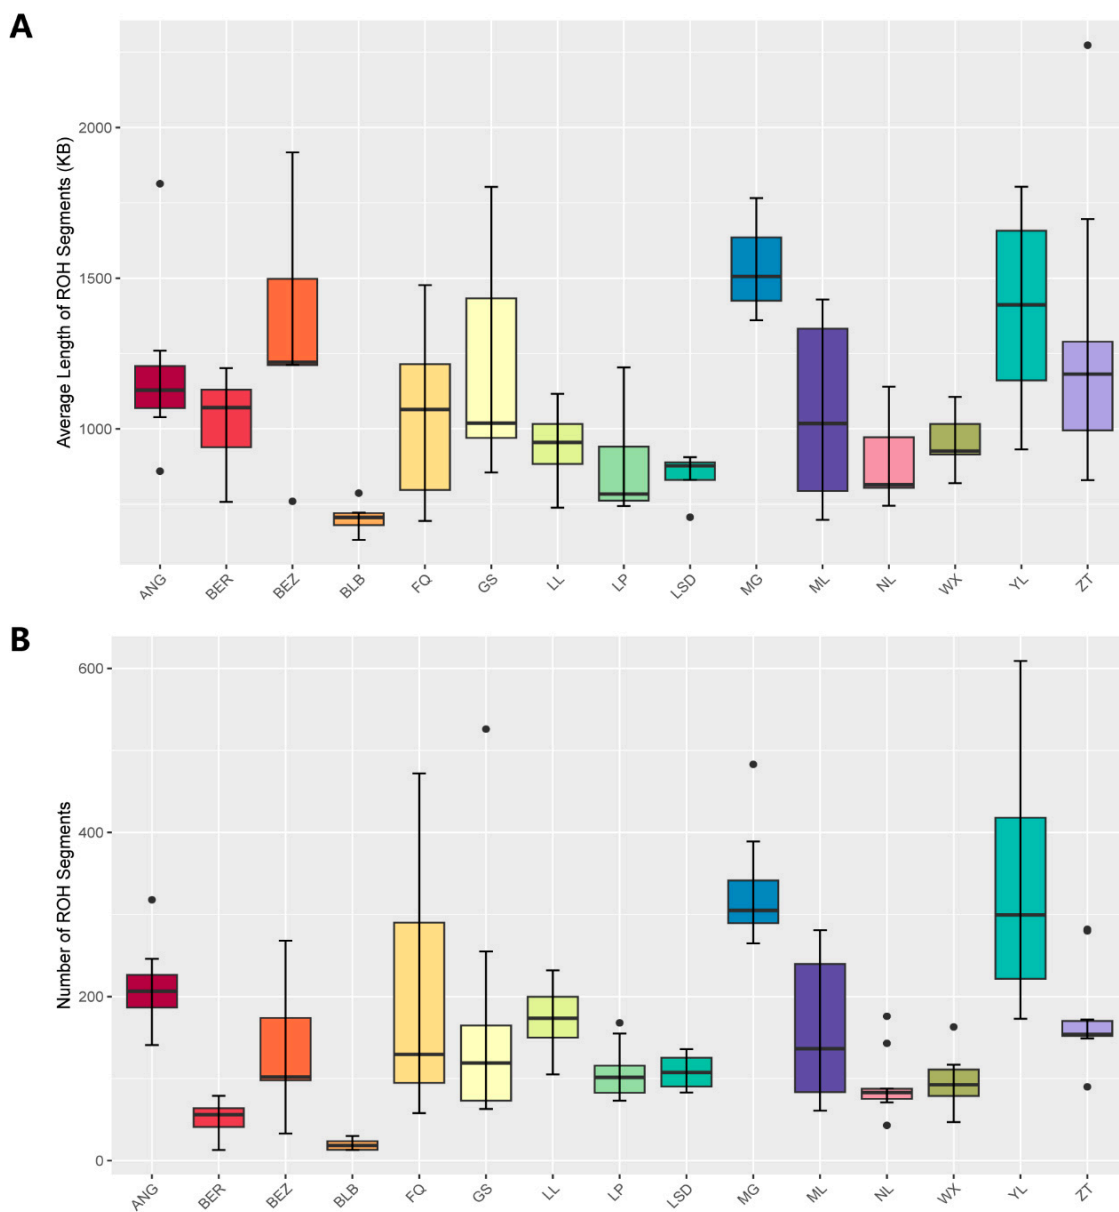 A
Average Length of ROH Segments (KB)
2000
1500
1000
ANG BER BEZ BLB FQ GS LL LP LSD MG ML NL WX YL ZT
B
Number of ROH Segments
600
400
200
0
ANG BER BEZ BLB FQ GS LL LP LSD MG ML NL WX YL ZT